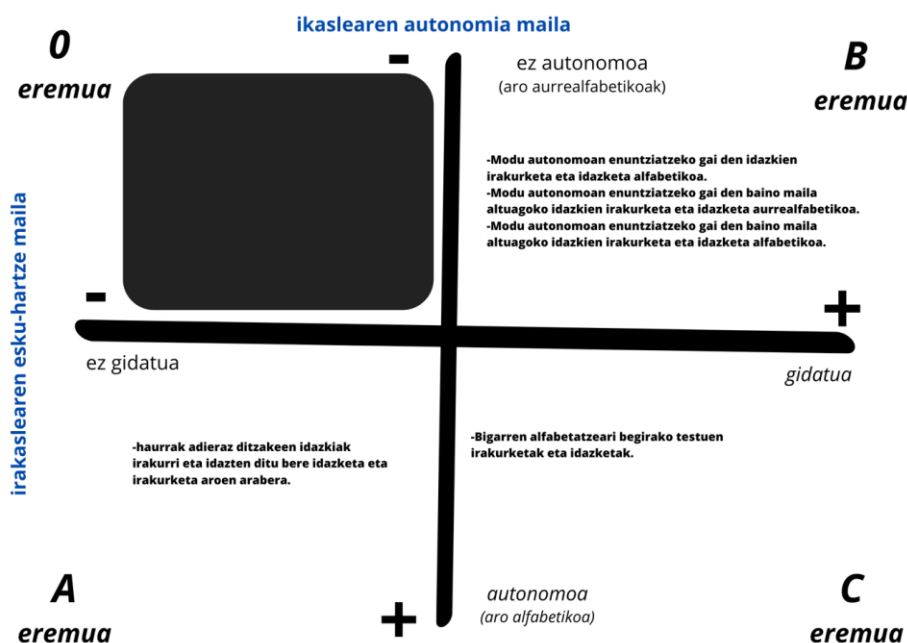 ikaslearen autonomia maila
0
eremua
-
ez autonomoa
(aro aurrealfabetikoak)
B
eremua
-Modu autonomoan enuntziatzeko gai den idazkien
irakurketa eta idazketa alfabetikoa.
-Modu autonomoan enuntziatzeko gai den baino maila
altuagoko idazkien irakurketa eta idazketa aurrealfabetikoa.
-Modu autonomoan enuntziatzeko gai den baino maila
altuagoko idazkien irakurketa eta idazketa alfabetikoa.
irakaslearen esku-hartze maila
-
+
ez gidatua
gidatua
-haurrak adieraz ditzakeen idazkiak
irakurri eta idazten ditu bere idazketa eta
irakurketa aroen arabera.
-Bigarren alfabetatzeari begirako testuen
irakurketak eta idazketak.
A
eremua
+
autonomoa
(aro alfabetikoa)
C
eremua